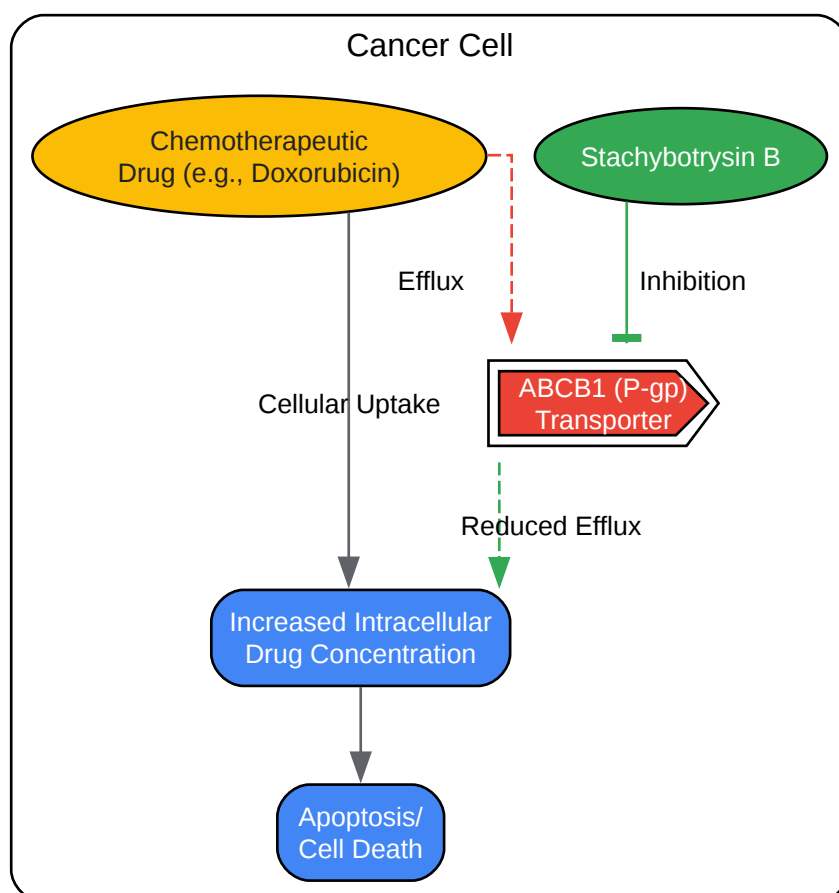 Cancer Cell
Chemotherapeutic
Drug (e.g., Doxorubicin)
Stachybotrysin B
Efflux
Inhibition
ABCB1 (P-gp)
Transporter
Cellular Uptake
Reduced Efflux
Increased Intracellular
Drug Concentration
Apoptosis/
Cell Death